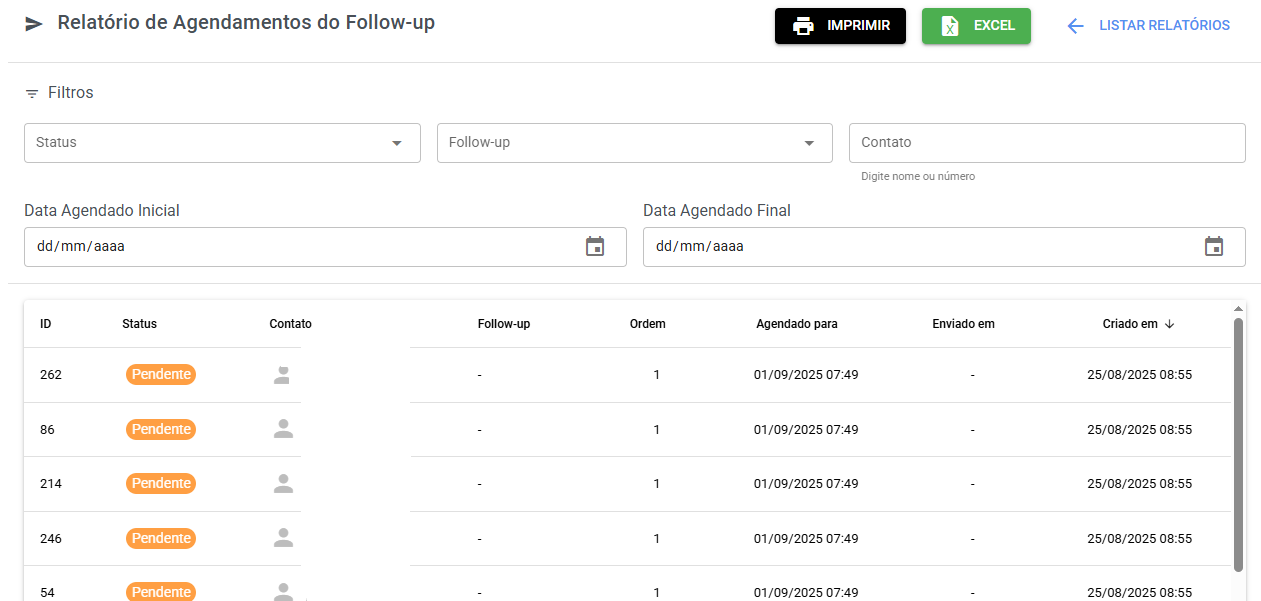 Relatório de Agendamentos do Follow-up
IMPRIMIR
EXCEL
LISTAR RELATÓRIOS
Filtros
Status
Follow-up
Contato
Digite nome ou número
Data Agendado Inicial
Data Agendado Final
dd/mm/aaaa
dd/mm/aaaa
ID Status Contato Follow-up Ordem Agendado para Enviado em Criado em
262 Pendente - 1 01/09/2025 07:49 - 25/08/2025 08:55
86 Pendente - 1 01/09/2025 07:49 - 25/08/2025 08:55
214 Pendente - 1 01/09/2025 07:49 - 25/08/2025 08:55
246 Pendente - 1 01/09/2025 07:49 - 25/08/2025 08:55
54 Pendente - 1 01/09/2025 07:49 - 25/08/2025 08:55